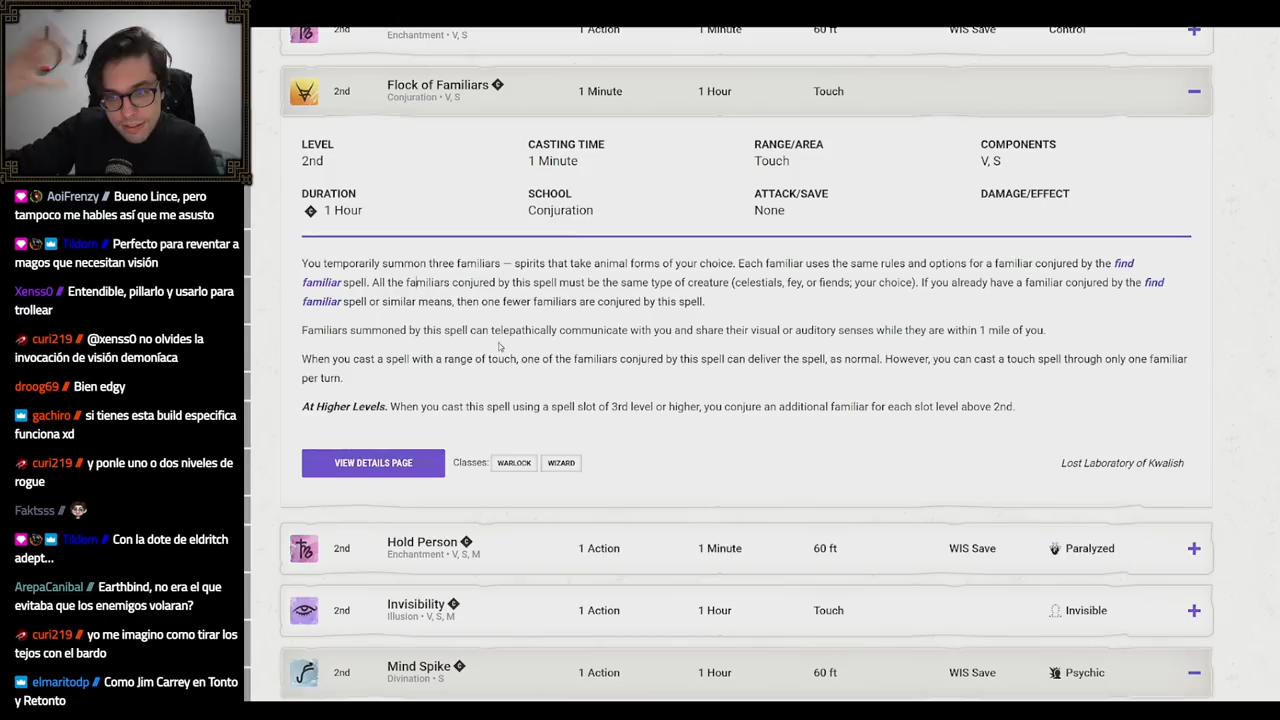 AoiFrenzy // Bueno Lince, pero
tampoco me hables así que me asusto
Tildorn // Perfecto para reventar a
magos que necesitan visión
Xenss0 // Entendible, pillarlo y usarlo para
trollear
curi219 // @xenss0 no olvides la
invocación de visión demoníaca
droog69 // Bien edgy
gachiro // si tienes esta build especifica
funciona xd
curi219 // y ponle uno o dos niveles de
rogue
Faktsss //
Tildorn // Con la dote de eldritch
adept...
ArepaCanibal // Earthbind, no era el que
evitaba que los enemigos volaran?
curi219 // yo me imagino como tirar los
tejos con el bardo
elmaritodp // Como Jim Carrey en Tonto
y Retonto
2nd Enchantment • V, S 1 Action 1 Minute 60 ft WIS Save Control +
Flock of Familiars
2nd Conjuration • V, S 1 Minute 1 Hour Touch
LEVEL CASTING TIME RANGE/AREA COMPONENTS
2nd 1 Minute Touch V, S
DURATION SCHOOL ATTACK/SAVE DAMAGE/EFFECT
1 Hour Conjuration None
You temporarily summon three familiars — spirits that take animal forms of your choice. Each familiar uses the same rules and options for a familiar conjured by the find
familiar spell. All the familiars conjured by this spell must be the same type of creature (celestials, fey, or fiends; your choice). If you already have a familiar conjured by the find
familiar spell or similar means, then one fewer familiars are conjured by this spell.
Familiars summoned by this spell can telepathically communicate with you and share their visual or auditory senses while they are within 1 mile of you.
When you cast a spell with a range of touch, one of the familiars conjured by this spell can deliver the spell, as normal. However, you can cast a touch spell through only one familiar
per turn.
At Higher Levels. When you cast this spell using a spell slot of 3rd level or higher, you conjure an additional familiar for each slot level above 2nd.
VIEW DETAILS PAGE Classes: WARLOCK WIZARD Lost Laboratory of Kwalish
Hold Person
2nd Enchantment • V, S, M 1 Action 1 Minute 60 ft WIS Save Paralyzed +
Invisibility
2nd Illusion • V, S, M 1 Action 1 Hour Touch Invisible +
Mind Spike
2nd Divination • S 1 Action 1 Hour 60 ft WIS Save Psychic